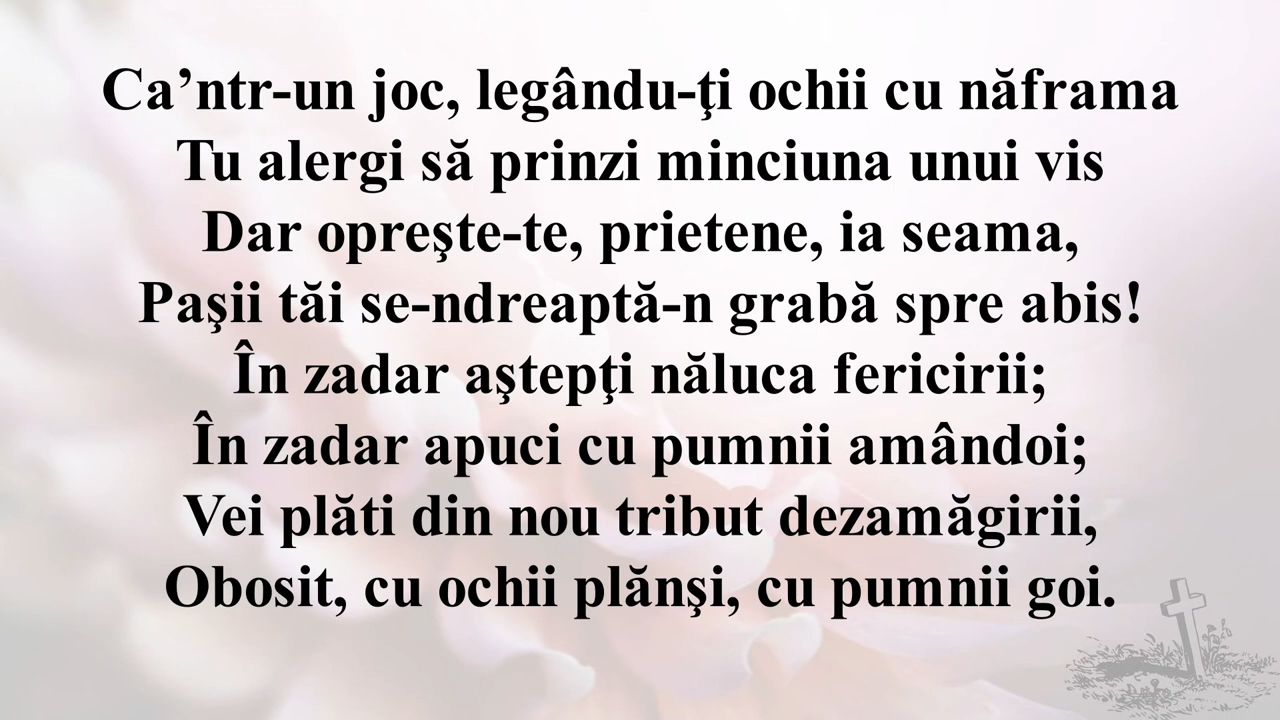 Ca’ntr-un joc, legându-ţi ochii cu năframa
Tu alergi să prinzi minciuna unui vis
Dar opreşte-te, prietene, ia seama,
Paşii tăi se-ndreaptă-n grabă spre abis!
În zadar aştepţi năluca fericirii;
În zadar apuci cu pumnii amândoi;
Vei plăti din nou tribut dezamăgirii,
Obosit, cu ochii plănşi, cu pumnii goi.